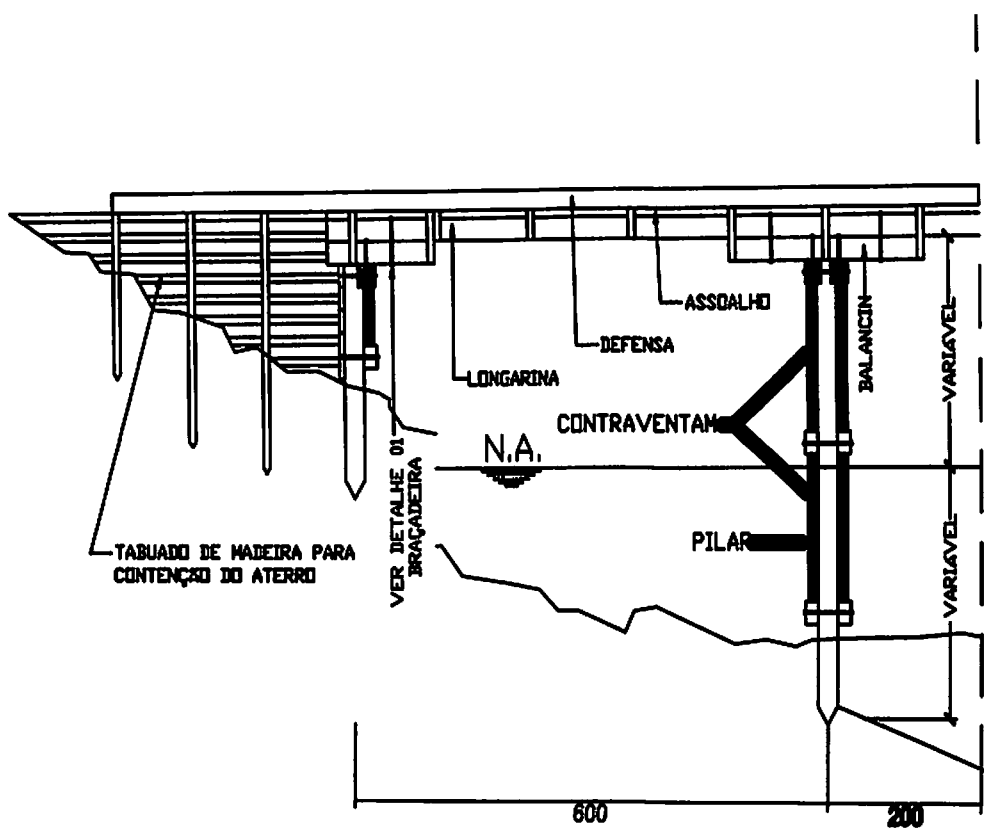 ASSOALHO
DEFENSA
LONGARINA
BALANCIN
VARIAVEL
CONTRAVENTAM
N.A.
VER DETALHE 01
BRAÇADEIRA
PILAR
VARIAVEL
TABUADO DE MADEIRA PARA
CONTENÇÃO DO ATERRO
600
200